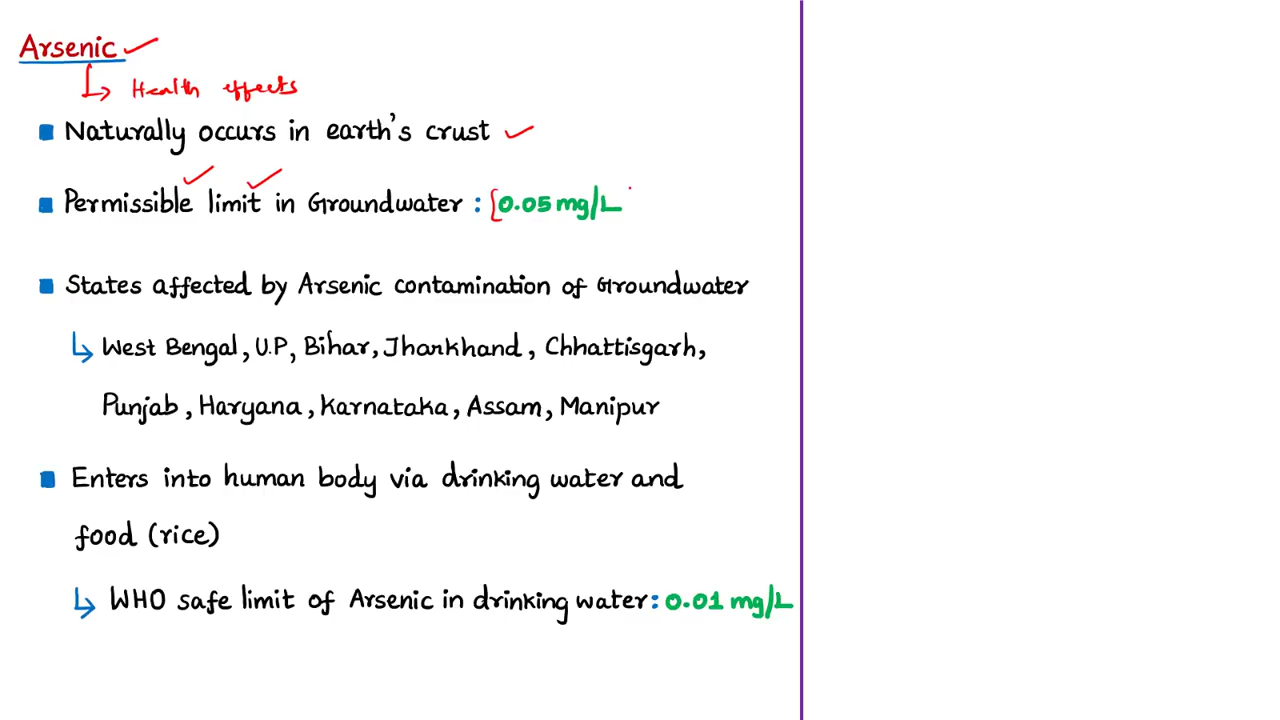 Arsenic
Health effects
Naturally occurs in earth's crust
Permissible limit in Groundwater : [0.05 mg/L
States affected by Arsenic contamination of Groundwater
West Bengal, U.P, Bihar, Jharkhand, Chhattisgarh,
Punjab, Haryana, Karnataka, Assam, Manipur
Enters into human body via drinking water and
food (rice)
WHO safe limit of Arsenic in drinking water: 0.01 mg/L